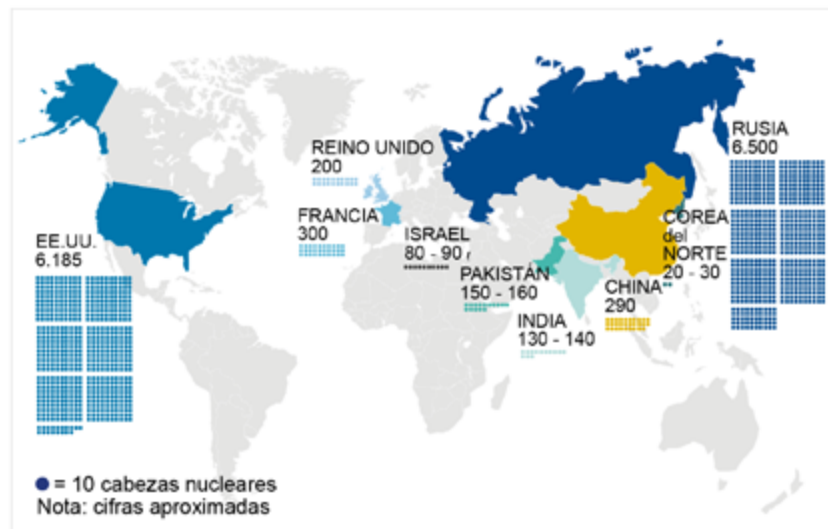 EE.UU.
6.185
REINO UNIDO
200
FRANCIA
300
ISRAEL
80 - 90
PAKISTÁN
150 - 160
INDIA
130 - 140
CHINA
290
COREA
del
NORTE
20 - 30
RUSIA
6.500
= 10 cabezas nucleares
Nota: cifras aproximadas